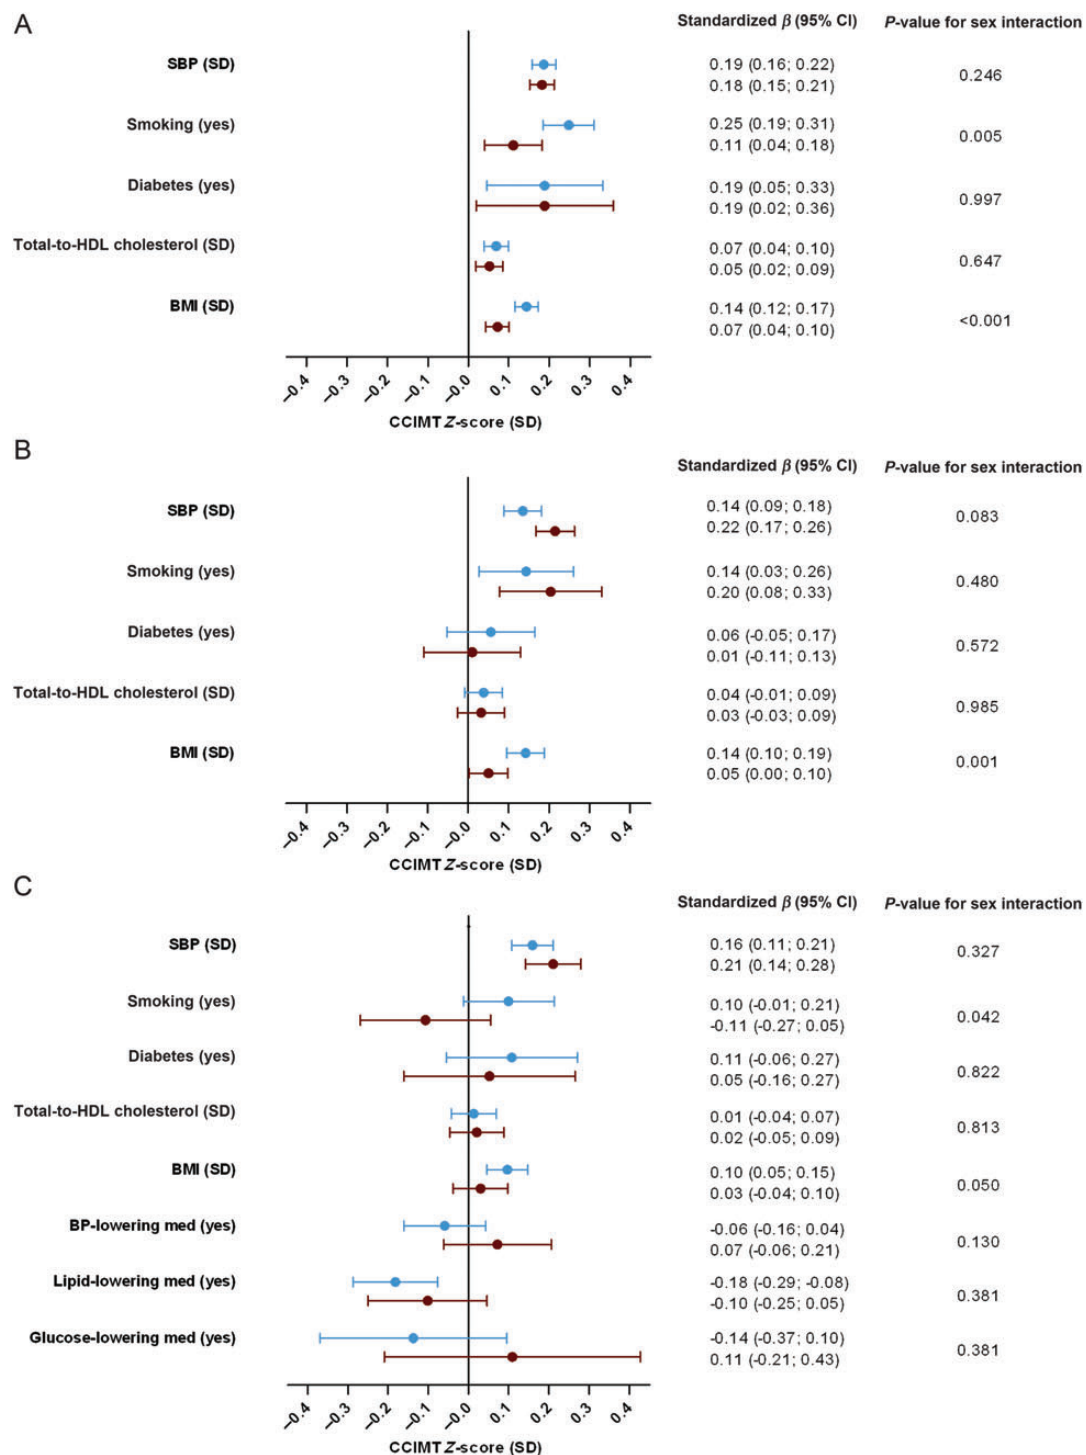 A
Standardized β (95% CI) P-value for sex interaction
SBP (SD) 0.19 (0.16; 0.22)
0.18 (0.15; 0.21) 0.246
Smoking (yes) 0.25 (0.19; 0.31)
0.11 (0.04; 0.18) 0.005
Diabetes (yes) 0.19 (0.05; 0.33)
0.19 (0.02; 0.36) 0.997
Total-to-HDL cholesterol (SD) 0.07 (0.04; 0.10)
0.05 (0.02; 0.09) 0.647
BMI (SD) 0.14 (0.12; 0.17)
0.07 (0.04; 0.10) <0.001
−0.4 −0.3 −0.2 −0.1 −0.0 0.1 0.2 0.3 0.4
CCIMT Z-score (SD)
B
Standardized β (95% CI) P-value for sex interaction
SBP (SD) 0.14 (0.09; 0.18)
0.22 (0.17; 0.26) 0.083
Smoking (yes) 0.14 (0.03; 0.26)
0.20 (0.08; 0.33) 0.480
Diabetes (yes) 0.06 (-0.05; 0.17)
0.01 (-0.11; 0.13) 0.572
Total-to-HDL cholesterol (SD) 0.04 (-0.01; 0.09)
0.03 (-0.03; 0.09) 0.985
BMI (SD) 0.14 (0.10; 0.19)
0.05 (0.00; 0.10) 0.001
−0.4 −0.3 −0.2 −0.1 −0.0 0.1 0.2 0.3 0.4
CCIMT Z-score (SD)
C
Standardized β (95% CI) P-value for sex interaction
SBP (SD) 0.16 (0.11; 0.21)
0.21 (0.14; 0.28) 0.327
Smoking (yes) 0.10 (-0.01; 0.21)
-0.11 (-0.27; 0.05) 0.042
Diabetes (yes) 0.11 (-0.06; 0.27)
0.05 (-0.16; 0.27) 0.822
Total-to-HDL cholesterol (SD) 0.01 (-0.04; 0.07)
0.02 (-0.05; 0.09) 0.813
BMI (SD) 0.10 (0.05; 0.15)
0.03 (-0.04; 0.10) 0.050
BP-lowering med (yes) -0.06 (-0.16; 0.04)
0.07 (-0.06; 0.21) 0.130
Lipid-lowering med (yes) -0.18 (-0.29; -0.08)
-0.10 (-0.25; 0.05) 0.381
Glucose-lowering med (yes) -0.14 (-0.37; 0.10)
0.11 (-0.21; 0.43) 0.381
−0.4 −0.3 −0.2 −0.1 −0.0 0.1 0.2 0.3 0.4
CCIMT Z-score (SD)